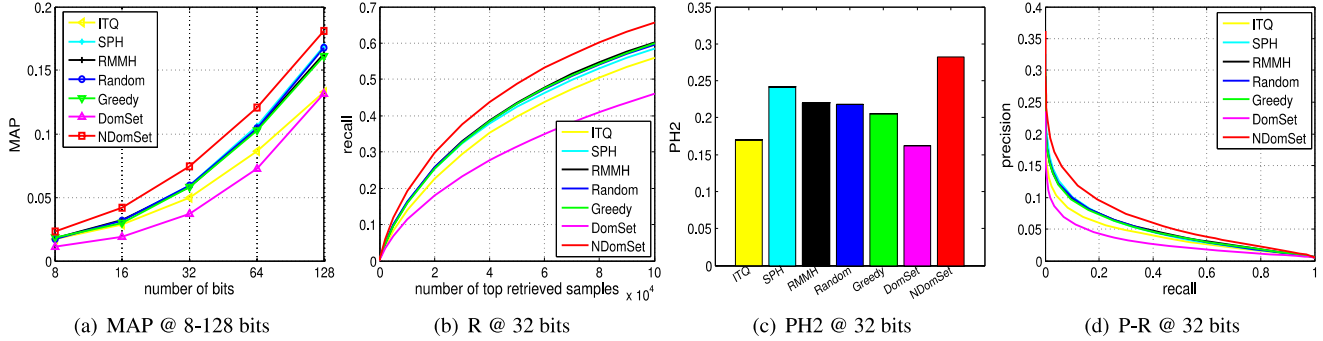 MAP
0.2
0.15
0.1
0.05
0
8
16
32
64
128
number of bits
ITQ
SPH
RMMH
Random
Greedy
DomSet
NDomSet
(a) MAP @ 8-128 bits
recall
0.7
0.6
0.5
0.4
0.3
0.2
0.1
0
0
2
4
6
8
10
number of top retrieved samples
x 10^4
ITQ
SPH
RMMH
Random
Greedy
DomSet
NDomSet
(b) R @ 32 bits
PH2
0.35
0.3
0.25
0.2
0.15
0.1
0.05
0
ITQ
SPH
RMMH
Random
Greedy
DomSet
NDomSet
(c) PH2 @ 32 bits
precision
0.4
0.35
0.3
0.25
0.2
0.15
0.1
0.05
0
0
0.2
0.4
0.6
0.8
1
recall
ITQ
SPH
RMMH
Random
Greedy
DomSet
NDomSet
(d) P-R @ 32 bits